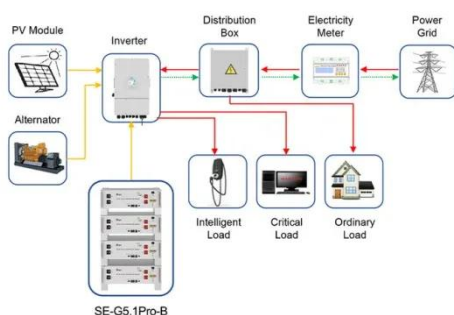 PV Module
Inverter
Distribution
Box
Electricity
Meter
Power
Grid
Alternator
Intelligent
Load
Critical
Load
Ordinary
Load
SE-G5.1Pro-B